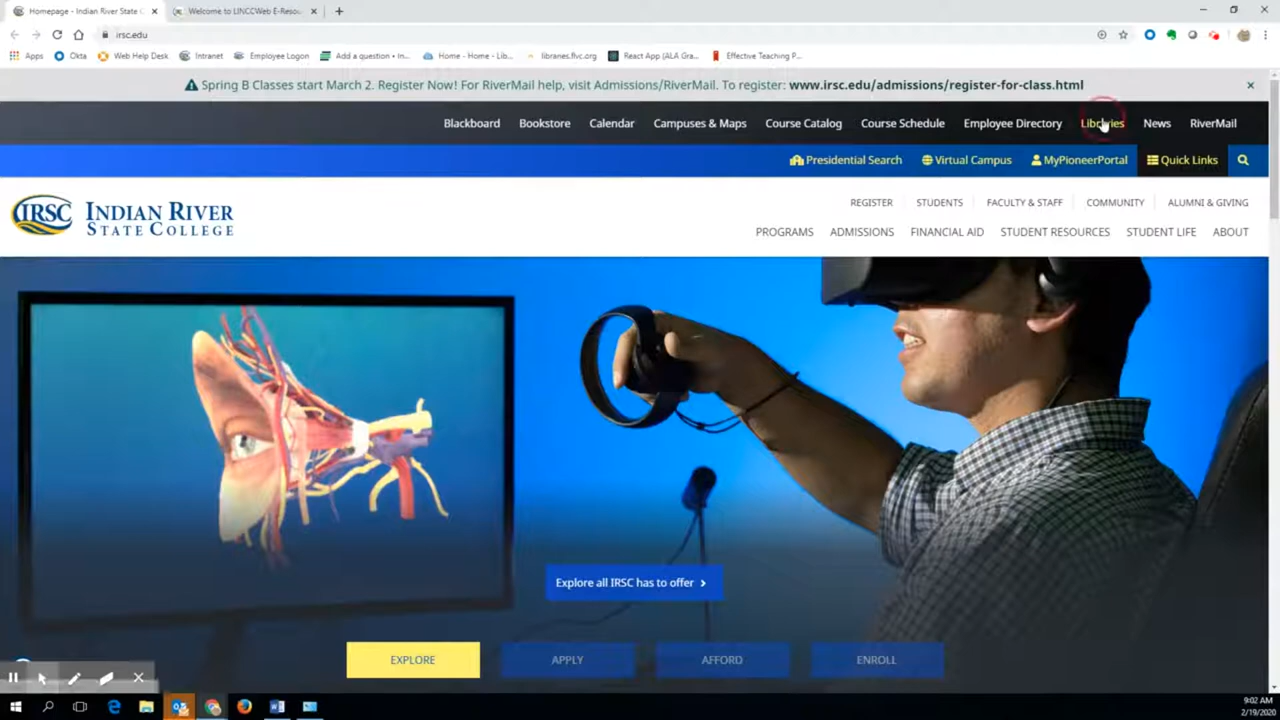 Homepage - Indian River State C
Welcome to LINCCWeb E-Resou
irsc.edu
Apps
Okta
Web Help Desk
Intranet
Employee Logon
Add a question • In...
Home - Home - Lib...
libraries.flvc.org
React App (ALA Gra...
Effective Teaching P...
Spring B Classes start March 2. Register Now! For RiverMail help, visit Admissions/RiverMail. To register: www.irsc.edu/admissions/register-for-class.html
Blackboard Bookstore Calendar Campuses & Maps Course Catalog Course Schedule Employee Directory Libraries News RiverMail
Presidential Search Virtual Campus MyPioneerPortal Quick Links
IRSC INDIAN RIVER
STATE COLLEGE
REGISTER STUDENTS FACULTY & STAFF COMMUNITY ALUMNI & GIVING
PROGRAMS ADMISSIONS FINANCIAL AID STUDENT RESOURCES STUDENT LIFE ABOUT
Explore all IRSC has to offer
EXPLORE APPLY AFFORD ENROLL
9:02 AM
2/19/2020